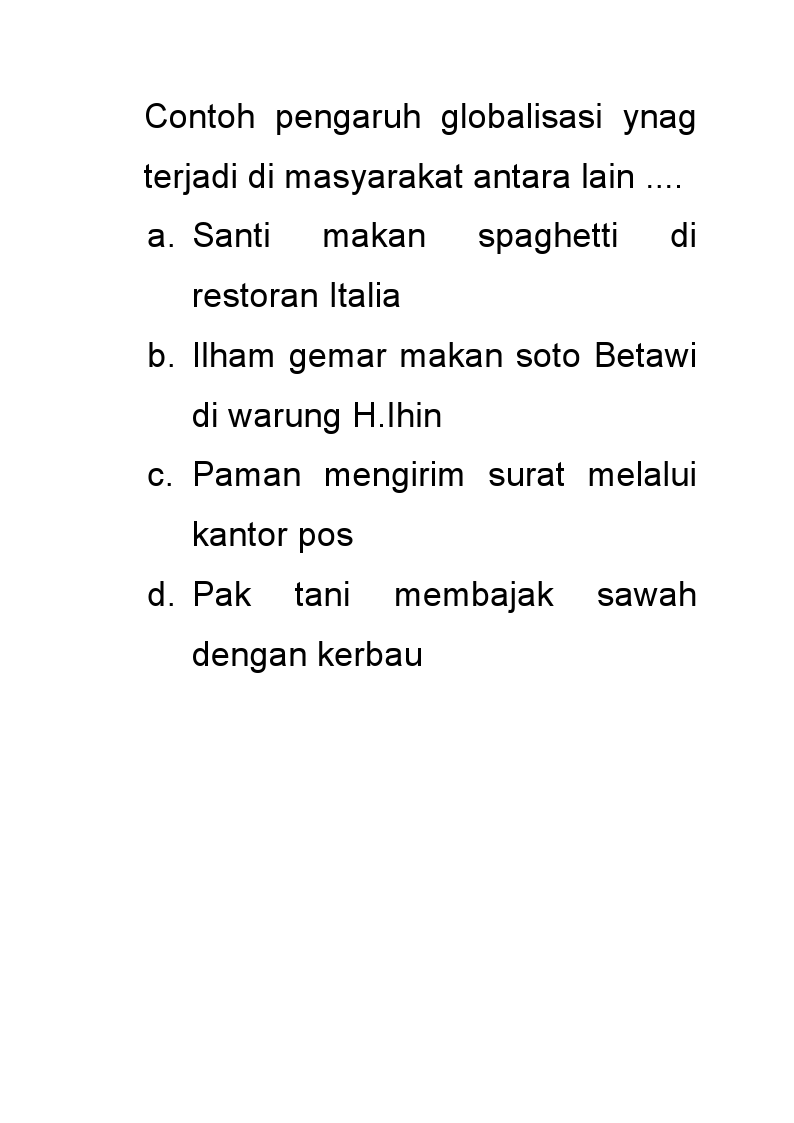 Contoh pengaruh globalisasi ynag
terjadi di masyarakat antara lain ....
a. Santi makan spaghetti di
restoran Italia
b. Ilham gemar makan soto Betawi
di warung H.Ihin
c. Paman mengirim surat melalui
kantor pos
d. Pak tani membajak sawah
dengan kerbau